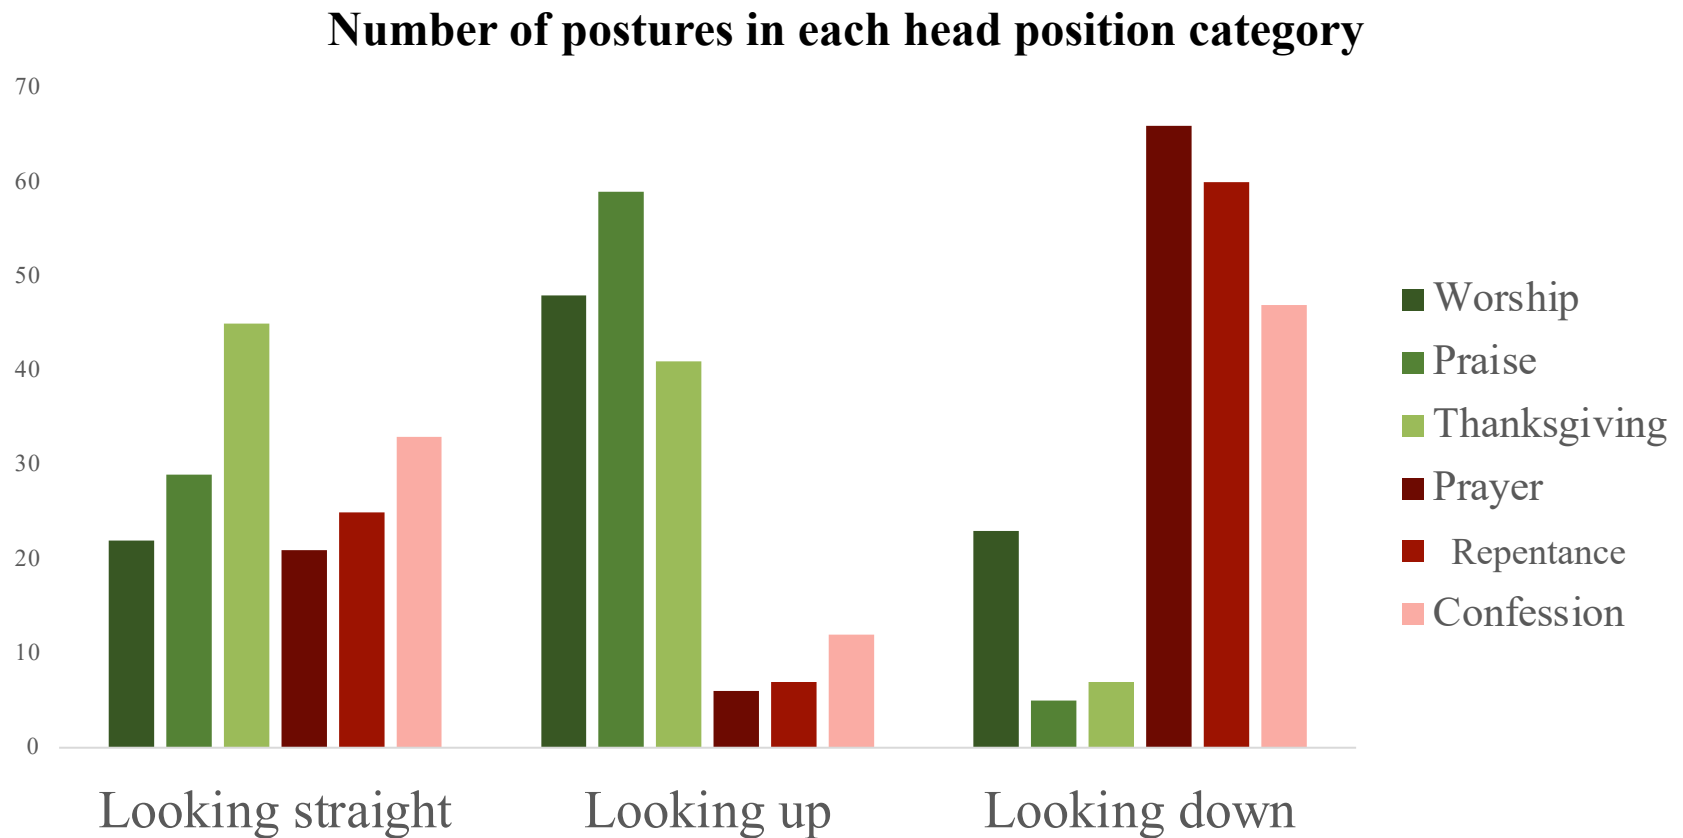 Number of postures in each head position category
70
60
50
40
30
20
10
0
Looking straight
Looking up
Looking down
Worship
Praise
Thanksgiving
Prayer
Repentance
Confession